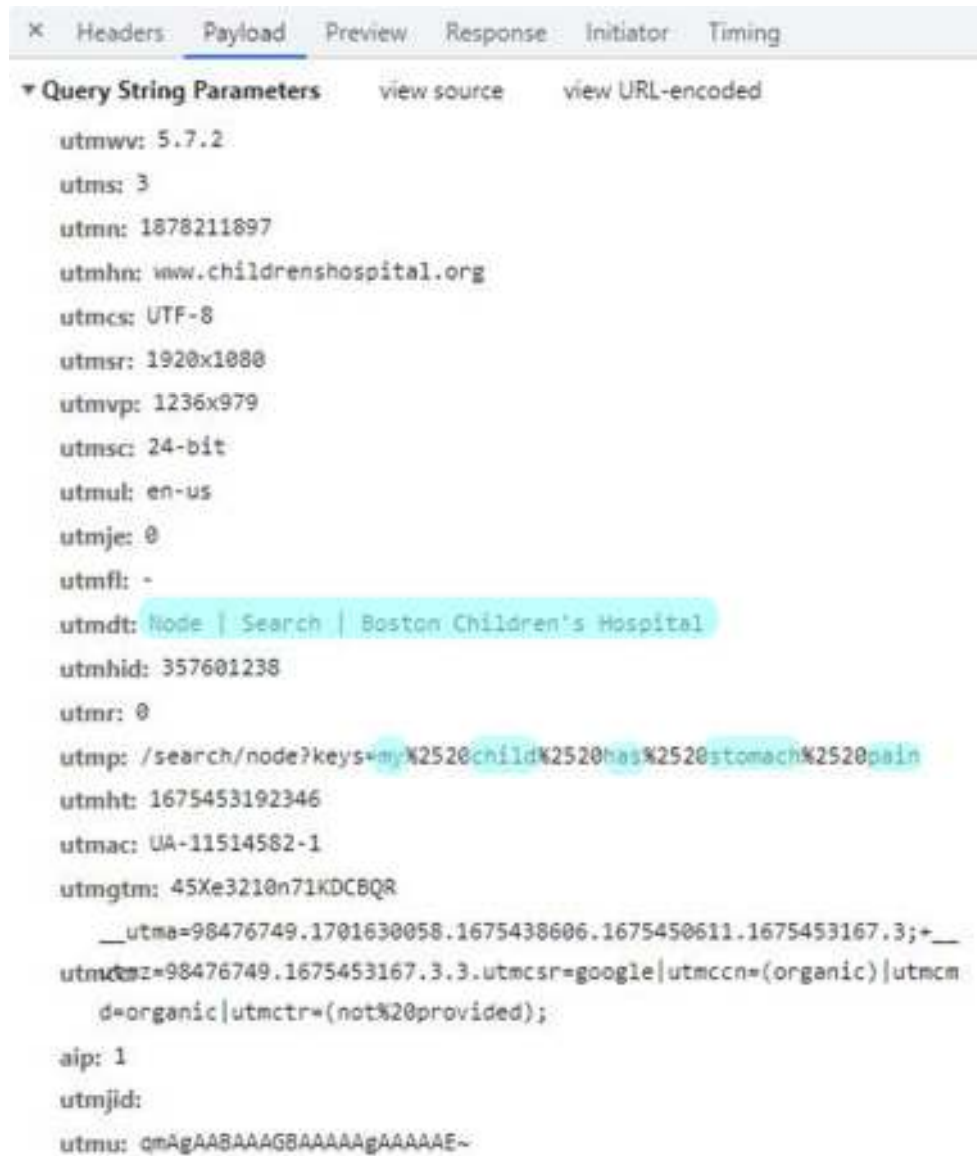 × Headers Payload Preview Response Initiator Timing
▼ Query String Parameters view source view URL-encoded
utmwv: 5.7.2
utms: 3
utmn: 1878211897
utmhn: www.childrenshospital.org
utmcs: UTF-8
utmsr: 1920x1080
utmvp: 1236x979
utmsc: 24-bit
utmul: en-us
utmje: 0
utmfl: -
utmdt: Node | Search | Boston Children's Hospital
utmhid: 357601238
utmr: 0
utmp: /search/node?keys=my%2520child%2520has%2520stomach%2520pain
utmht: 1675453192346
utmac: UA-11514582-1
utmgtm: 45Xe3210n71KDCBQR
__utma=98476749.1701630058.1675438606.1675450611.1675453167.3;+__
utmz=98476749.1675453167.3.3.utmcsr=google|utmccn=(organic)|utmcm
d=organic|utmctr=(not%20provided);
aip: 1
utmjid:
utmu: qmAgAABAAAGBAAAAAgAAAAAE~